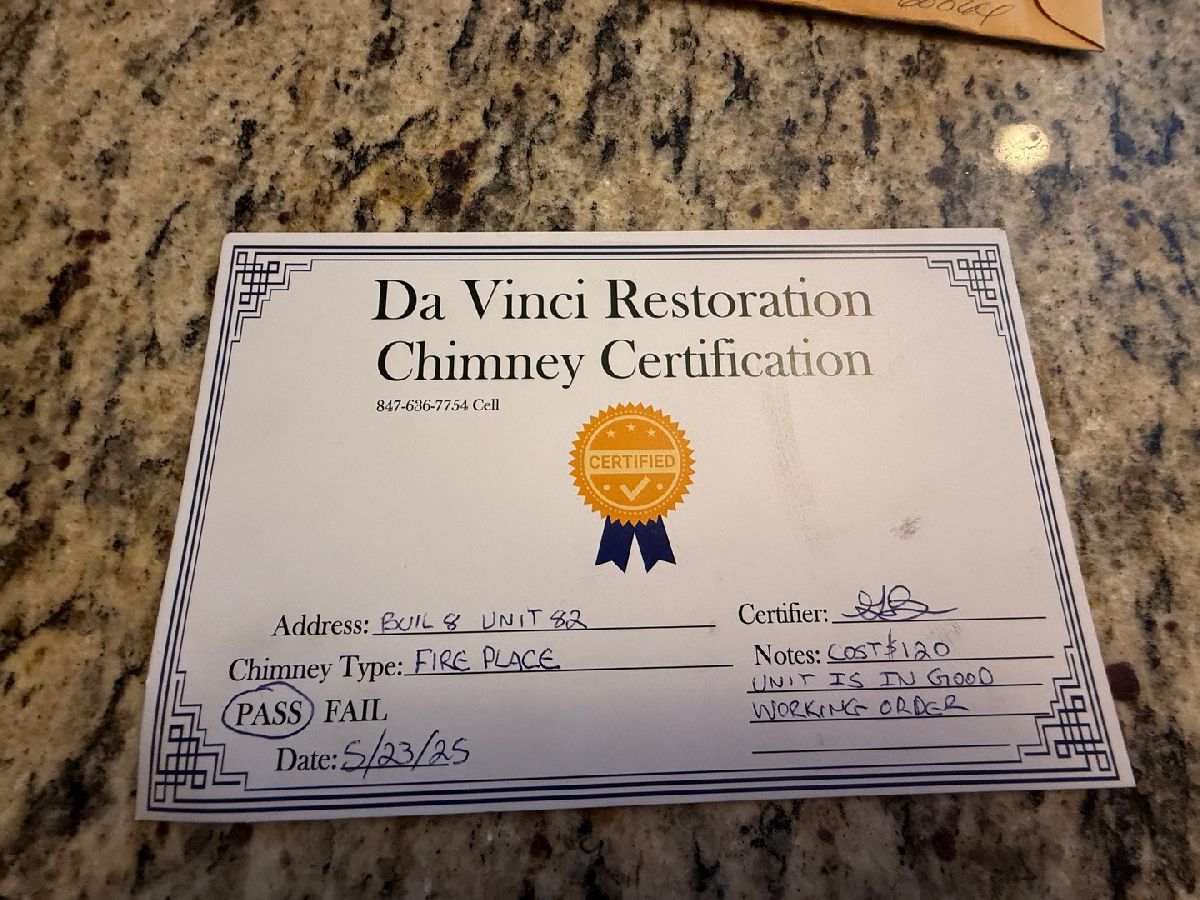 Da Vinci Restoration
Chimney Certification
847-636-7754 Cell
CERTIFIED
Address: BUIL 8 UNIT 82
Chimney Type: FIRE PLACE
PASS FAIL
Date: 5/23/25
Certifier:
Notes: COST $120
UNIT IS IN GOOD
WORKING ORDER